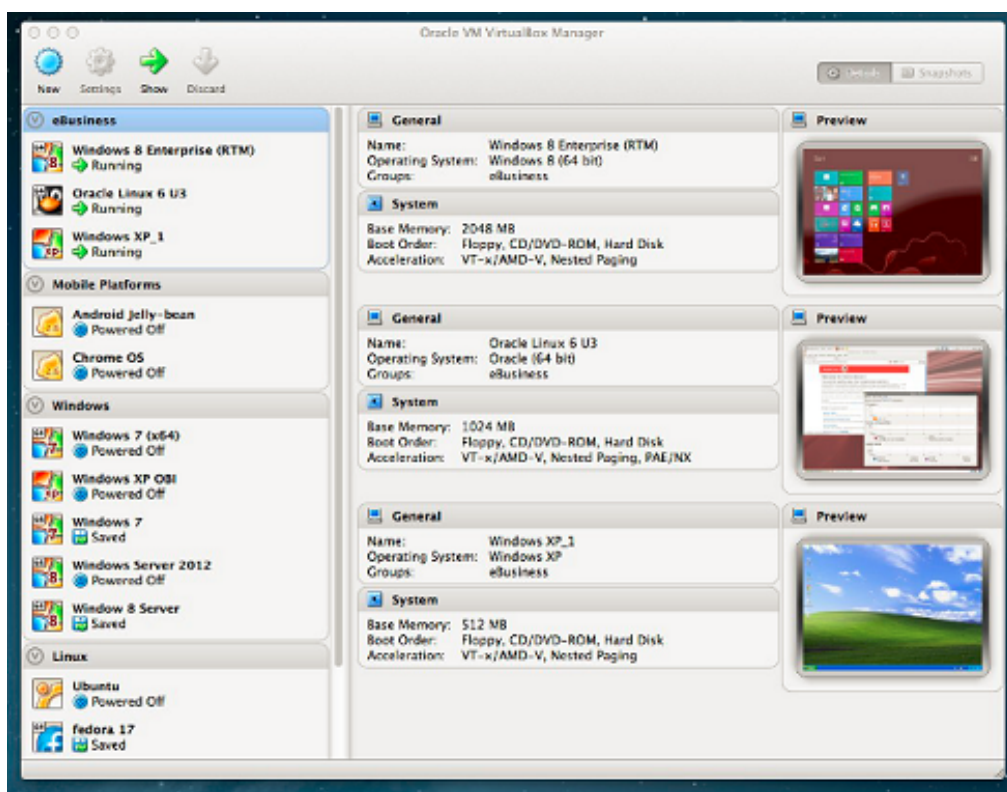 Oracle VM VirtualBox Manager
New Settings Show Discard
Details Snapshots
eBusiness
Windows 8 Enterprise (RTM)
Running
Oracle Linux 6 U3
Running
Windows XP_1
Running
Mobile Platforms
Android Jelly-bean
Powered Off
Chrome OS
Powered Off
Windows
Windows 7 (x64)
Powered Off
Windows XP OBI
Powered Off
Windows 7
Saved
Windows Server 2012
Powered Off
Window 8 Server
Saved
Linux
Ubuntu
Powered Off
fedora 17
Saved
General
Name: Windows 8 Enterprise (RTM)
Operating System: Windows 8 (64 bit)
Groups: eBusiness
System
Base Memory: 2048 MB
Boot Order: Floppy, CD/DVD-ROM, Hard Disk
Acceleration: VT-x/AMD-V, Nested Paging
Preview
Start
General
Name: Oracle Linux 6 U3
Operating System: Oracle (64 bit)
Groups: eBusiness
System
Base Memory: 1024 MB
Boot Order: Floppy, CD/DVD-ROM, Hard Disk
Acceleration: VT-x/AMD-V, Nested Paging, PAE/NX
Preview
General
Name: Windows XP_1
Operating System: Windows XP
Groups: eBusiness
System
Base Memory: 512 MB
Boot Order: Floppy, CD/DVD-ROM, Hard Disk
Acceleration: VT-x/AMD-V, Nested Paging
Preview